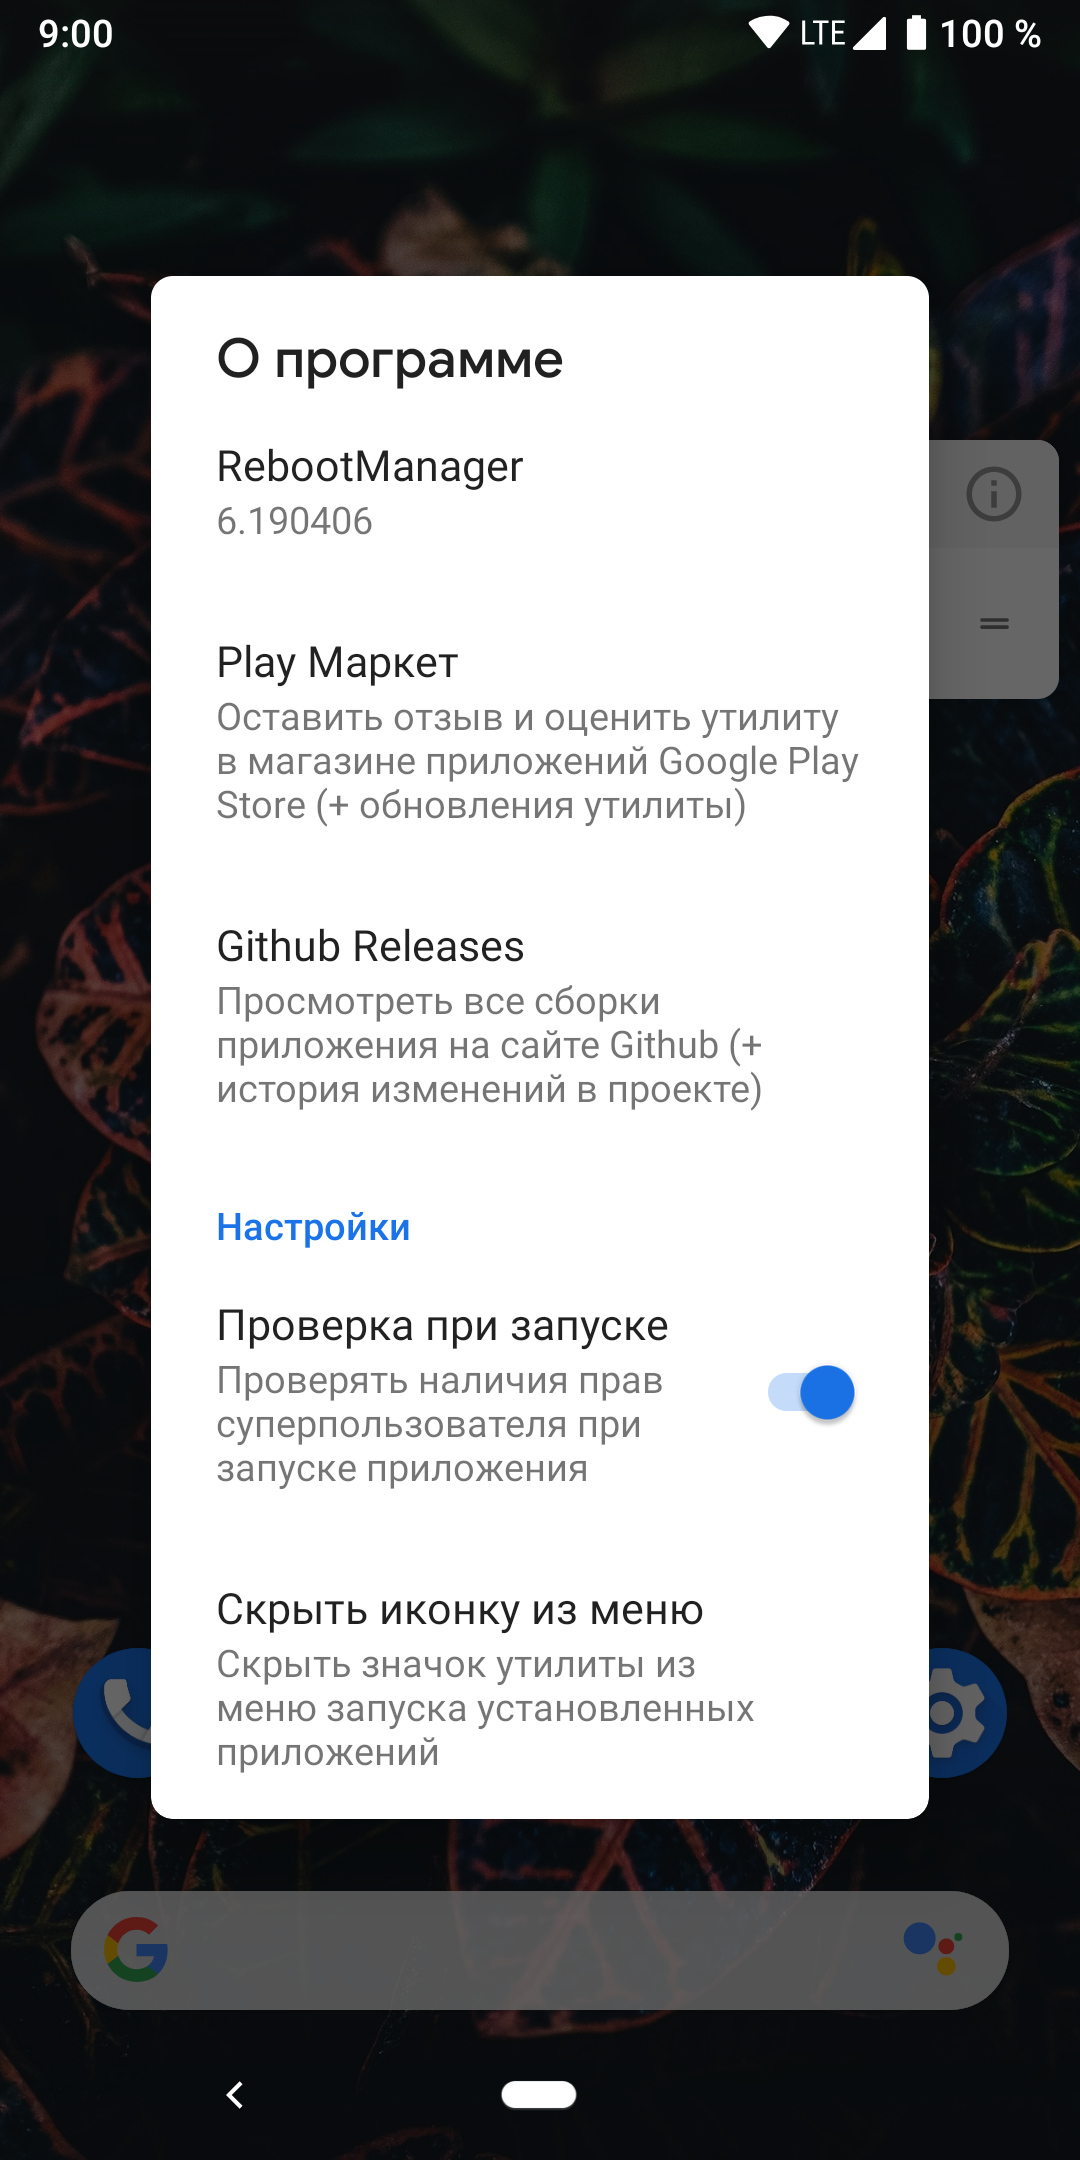 9:00 LTE 100 %
О программе
RebootManager
6.190406
Play Маркет
Оставить отзыв и оценить утилиту
в магазине приложений Google Play
Store (+ обновления утилиты)
Github Releases
Просмотреть все сборки
приложения на сайте Github (+
история изменений в проекте)
Настройки
Проверка при запуске
Проверять наличия прав
суперпользователя при
запуске приложения
Скрыть иконку из меню
Скрыть значок утилиты из
меню запуска установленных
приложений